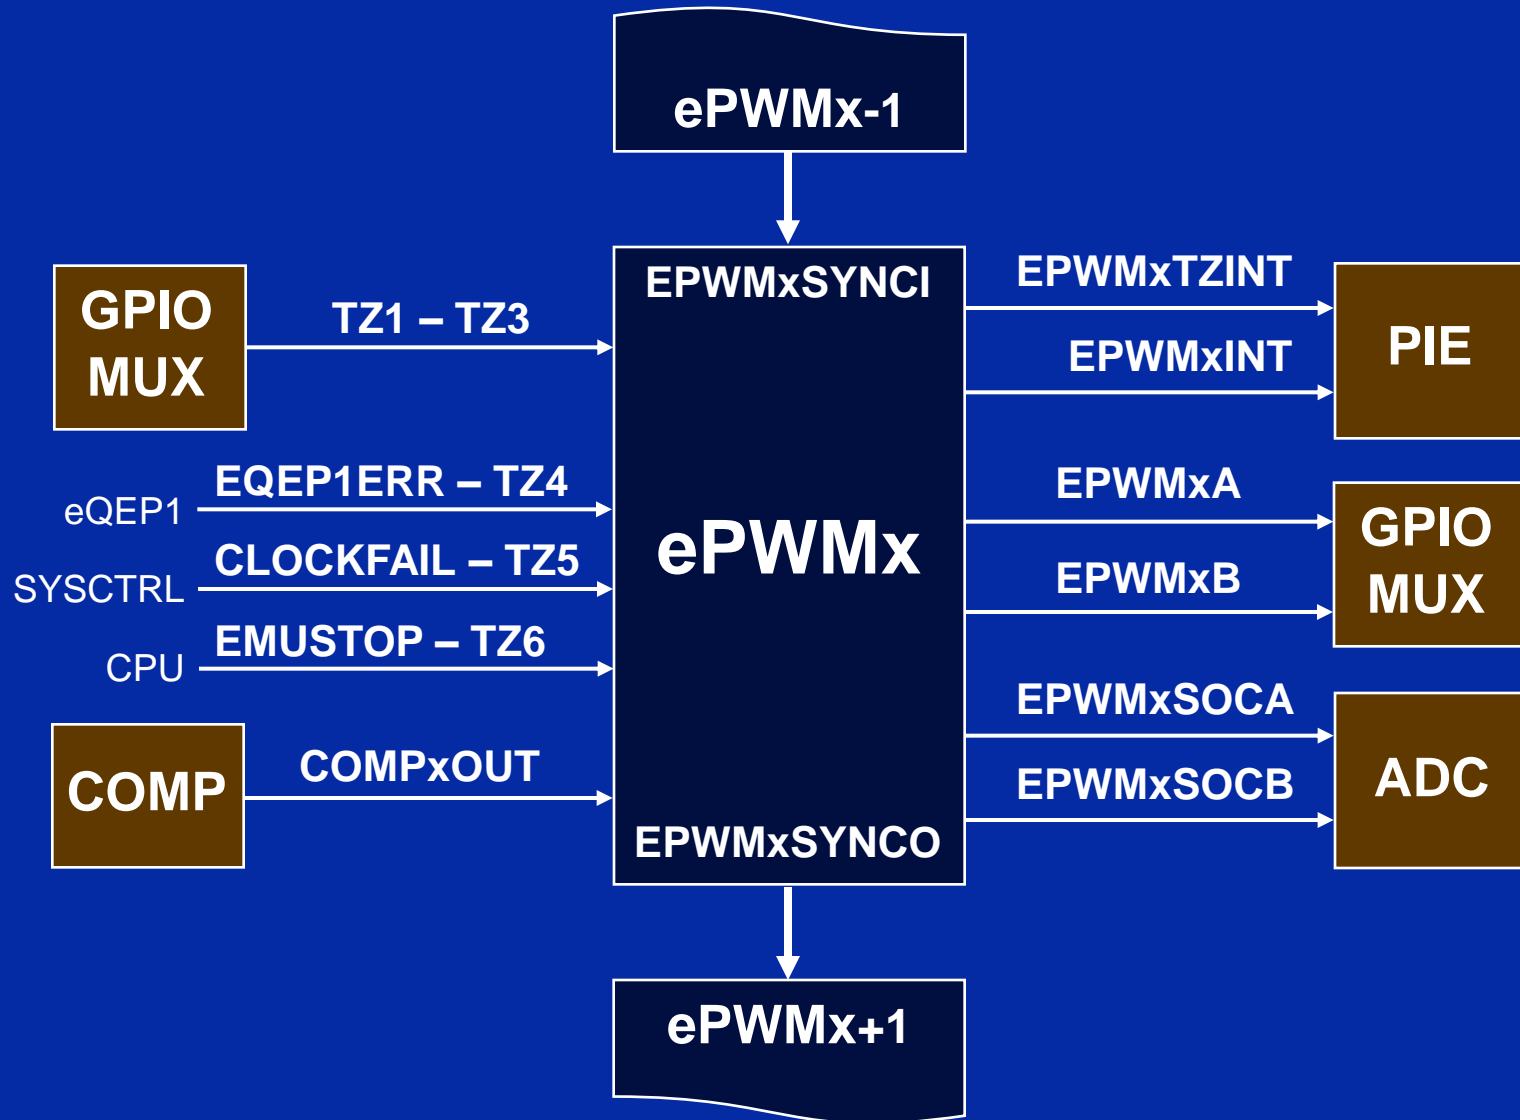 ePWMx-1
EPWMxSYNCI
EPWMxTZINT
GPIO
MUX
TZ1 – TZ3
EPWMxINT
PIE
eQEP1
EQEP1ERR – TZ4
SYSCTRL
CLOCKFAIL – TZ5
CPU
EMUSTOP – TZ6
ePWMx
EPWMxA
EPWMxB
GPIO
MUX
COMP
COMPxOUT
EPWMxSOCA
EPWMxSOCB
ADC
EPWMxSYNCO
ePWMx+1